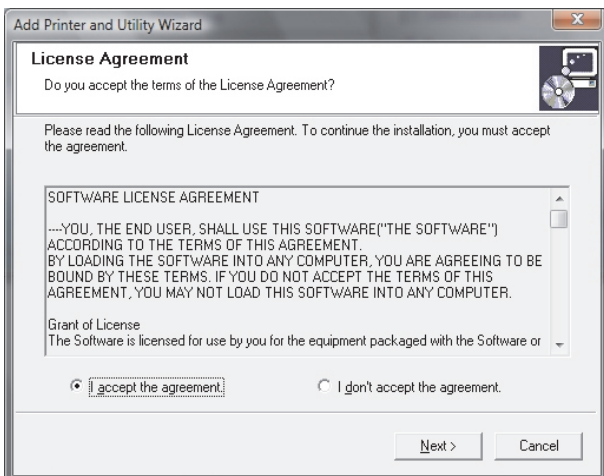 Add Printer and Utility Wizard
License Agreement
Do you accept the terms of the License Agreement?
Please read the following License Agreement. To continue the installation, you must accept
the agreement.
SOFTWARE LICENSE AGREEMENT
----YOU, THE END USER, SHALL USE THIS SOFTWARE("THE SOFTWARE")
ACCORDING TO THE TERMS OF THIS AGREEMENT.
BY LOADING THE SOFTWARE INTO ANY COMPUTER, YOU ARE AGREEING TO BE
BOUND BY THESE TERMS. IF YOU DO NOT ACCEPT THE TERMS OF THIS
AGREEMENT, YOU MAY NOT LOAD THIS SOFTWARE INTO ANY COMPUTER.
Grant of License
The Software is licensed for use by you for the equipment packaged with the Software or
I accept the agreement. I don't accept the agreement.
Next > Cancel